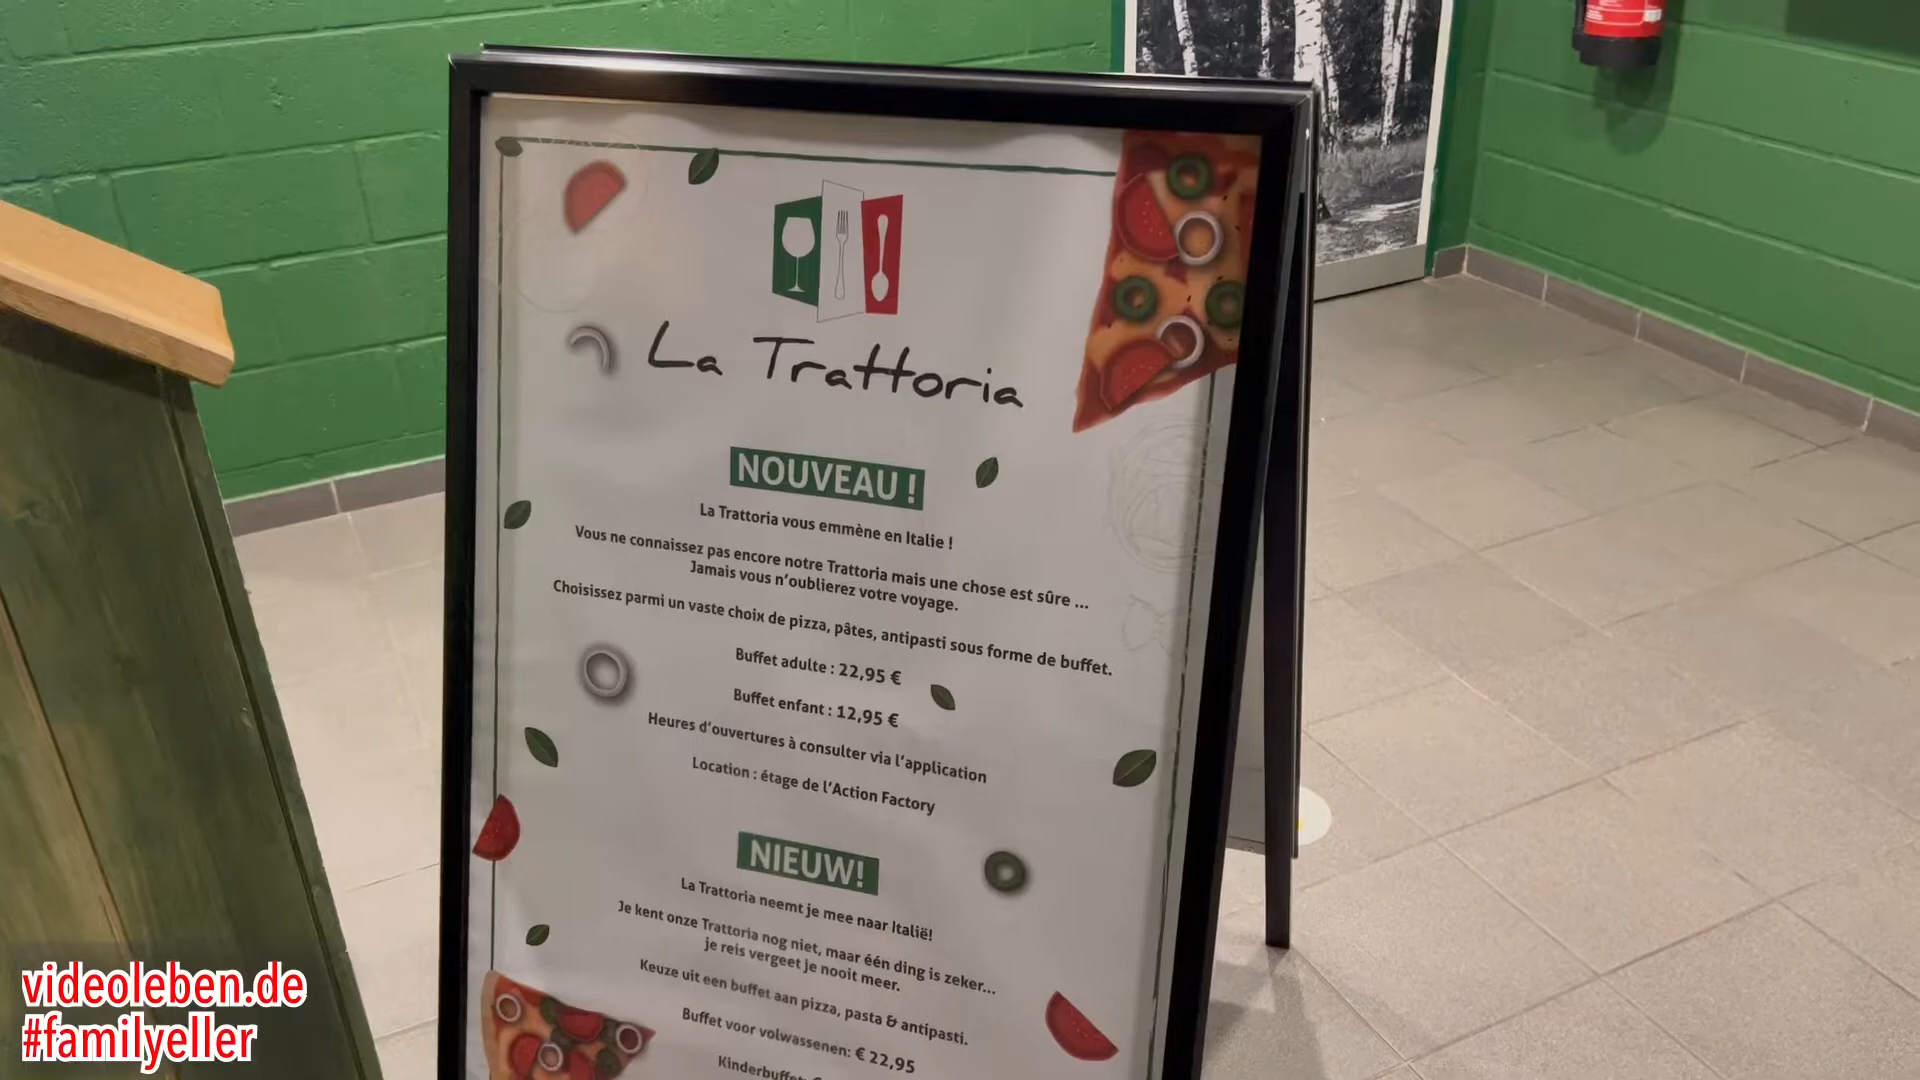 La Trattoria
NOUVEAU !
La Trattoria vous emmène en Italie !
Vous ne connaissez pas encore notre Trattoria mais une chose est sûre ...
Jamais vous n'oublierez votre voyage.
Choisissez parmi un vaste choix de pizza, pâtes, antipasti sous forme de buffet.
Buffet adulte : 22,95 €
Buffet enfant : 12,95 €
Heures d'ouvertures à consulter via l'application
Location : étage de l'Action Factory
NIEUW!
La Trattoria neemt je mee naar Italië!
Je kent onze Trattoria nog niet, maar één ding is zeker...
je reis vergeet je nooit meer.
Keuze uit een buffet aan pizza, pasta & antipasti.
Buffet voor volwassenen: € 22,95
Kinderbuffet:
videoleben.de
#familyeller